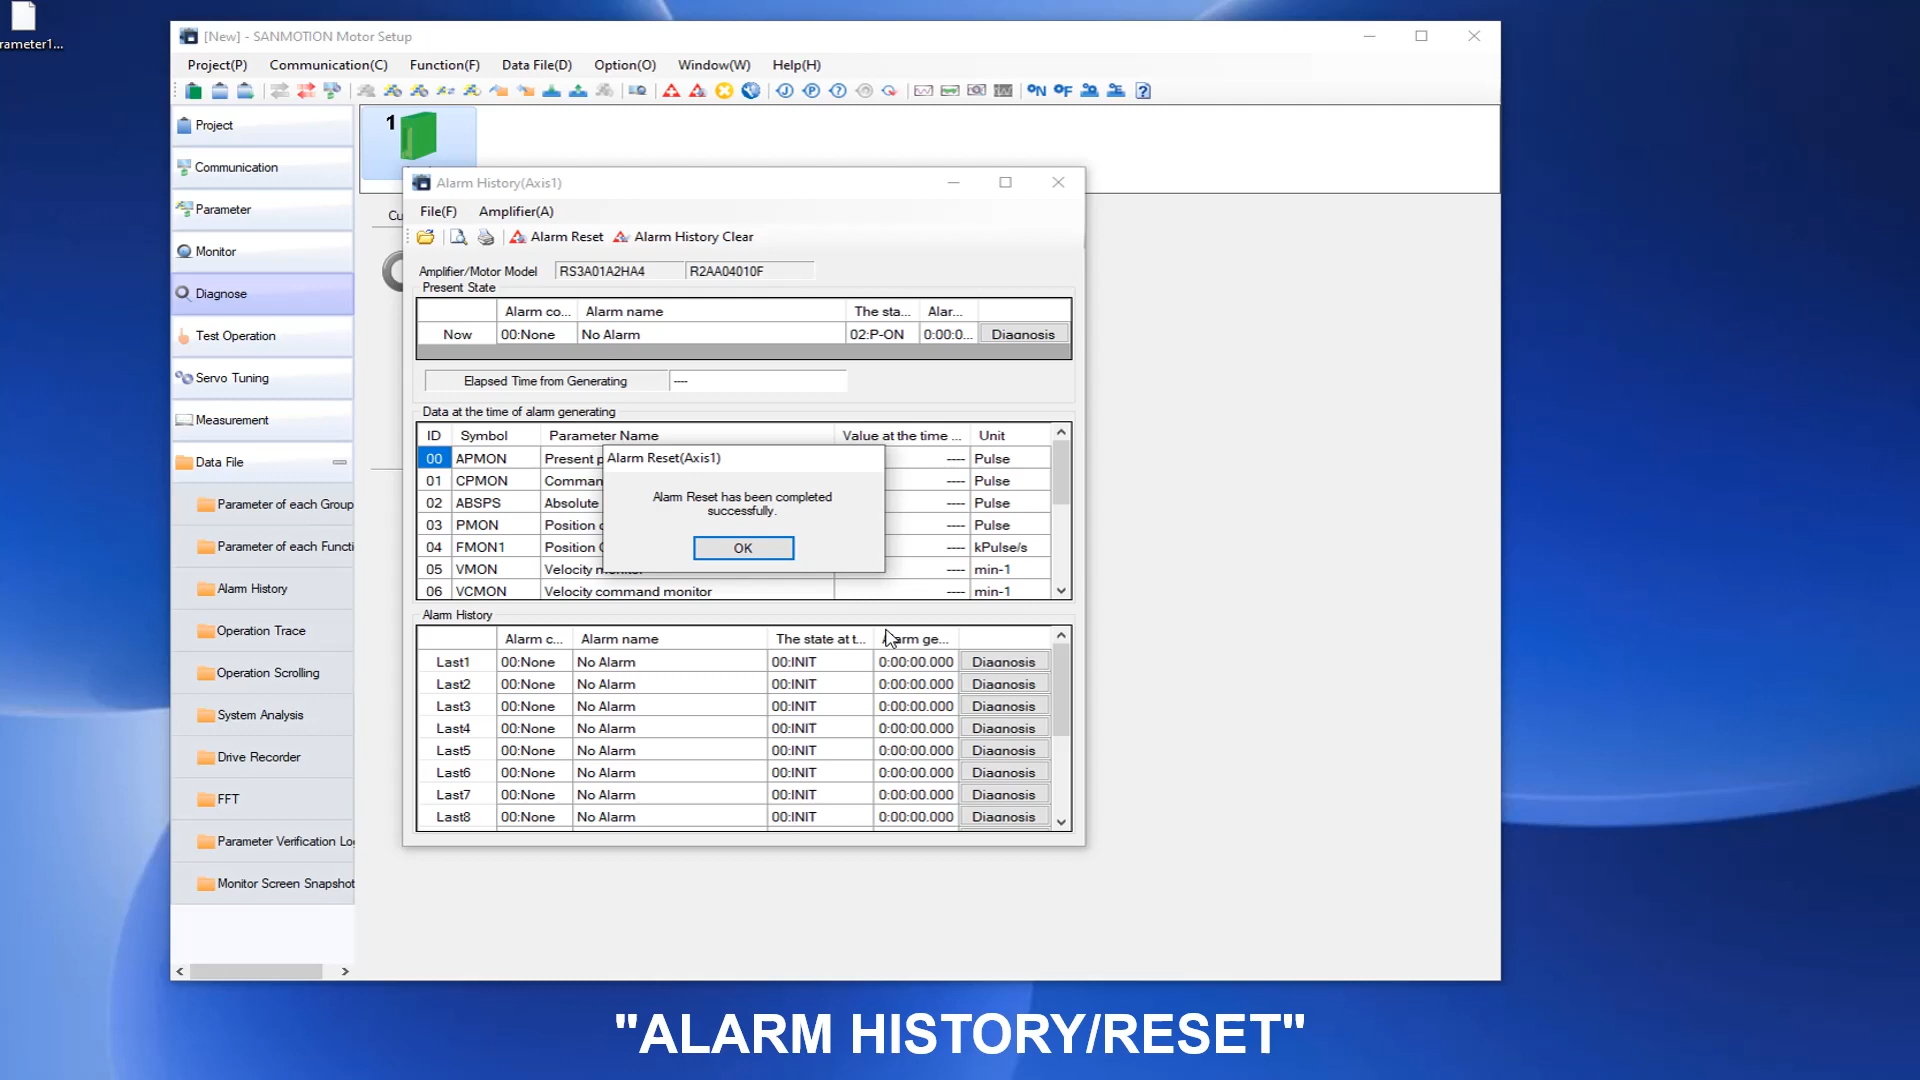 rameter1...
[New] - SANMOTION Motor Setup
Project(P) Communication(C) Function(F) Data File(D) Option(O) Window(W) Help(H)
Project
Communication
Parameter
Monitor
Diagnose
Test Operation
Servo Tuning
Measurement
Data File
Parameter of each Group
Parameter of each Functi
Alarm History
Operation Trace
Operation Scrolling
System Analysis
Drive Recorder
FFT
Parameter Verification Lo
Monitor Screen Snapshot
1
Cu
Alarm History(Axis1)
File(F) Amplifier(A)
Alarm Reset Alarm History Clear
Amplifier/Motor Model RS3A01A2HA4 R2AA04010F
Present State
Alarm co... Alarm name The sta... Alar...
Now 00:None No Alarm 02:P-ON 0:00:0... Diagnosis
Elapsed Time from Generating ----
Data at the time of alarm generating
ID Symbol Parameter Name Value at the time ... Unit
00 APMON Present p ---- Pulse
01 CPMON Comman ---- Pulse
02 ABSPS Absolute ---- Pulse
03 PMON Position ---- Pulse
04 FMON1 Position ---- kPulse/s
05 VMON Velocity ---- min-1
06 VCMON Velocity command monitor ---- min-1
Alarm Reset(Axis1)
Alarm Reset has been completed
successfully.
OK
Alarm History
Alarm c... Alarm name The state at t... Alarm ge...
Last1 00:None No Alarm 00:INIT 0:00:00.000 Diagnosis
Last2 00:None No Alarm 00:INIT 0:00:00.000 Diagnosis
Last3 00:None No Alarm 00:INIT 0:00:00.000 Diagnosis
Last4 00:None No Alarm 00:INIT 0:00:00.000 Diagnosis
Last5 00:None No Alarm 00:INIT 0:00:00.000 Diagnosis
Last6 00:None No Alarm 00:INIT 0:00:00.000 Diagnosis
Last7 00:None No Alarm 00:INIT 0:00:00.000 Diagnosis
Last8 00:None No Alarm 00:INIT 0:00:00.000 Diagnosis
"ALARM HISTORY/RESET"